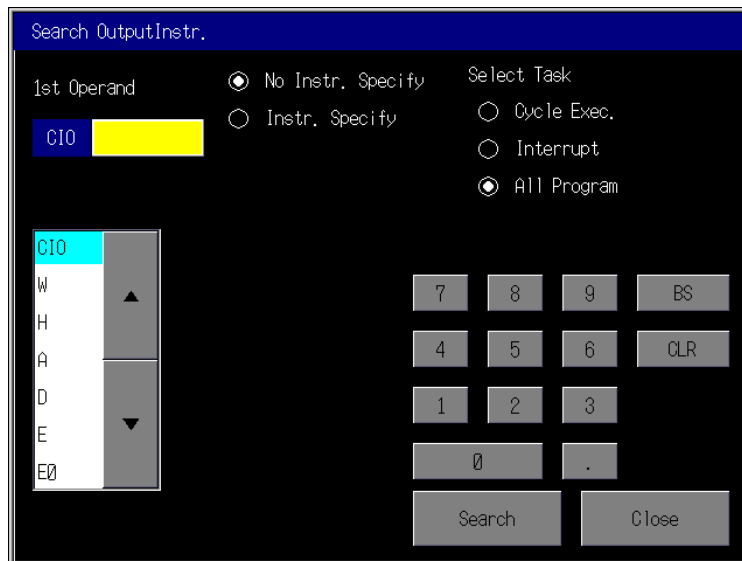 Search OutputInstr.
1st Operand
CIO
No Instr. Specify
Instr. Specify
Select Task
Cycle Exec.
Interrupt
All Program
CIO
W
H
A
D
E
E0
7 8 9 BS
4 5 6 CLR
1 2 3
0 .
Search Close